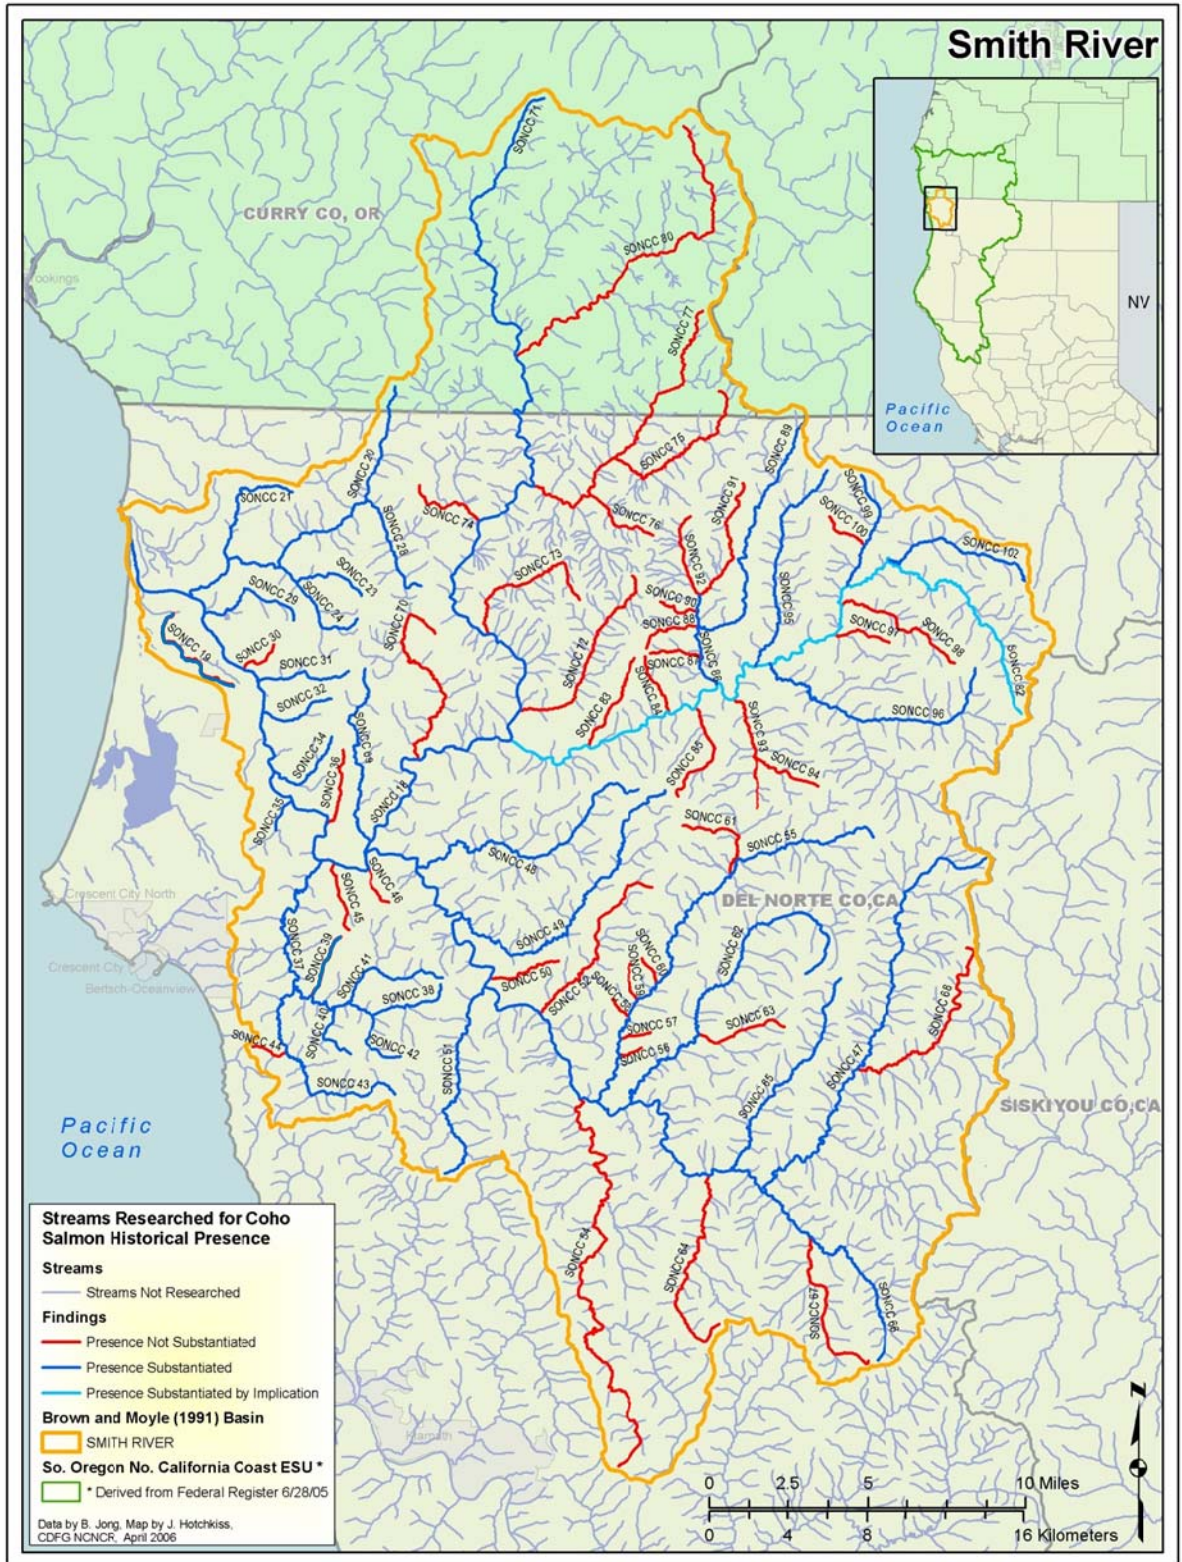 Smith River
NV
Pacific
Ocean
CURRY CO, OR
rookings
SONCC 71
SONCC 80
SONCC 77
SONCC 75
SONCC 89
SONCC 20
SONCC 21
SONCC 28
SONCC 74
SONCC 76
SONCC 91
SONCC 92
SONCC 99
SONCC 100
SONCC 102
SONCC 73
SONCC 23
SONCC 24
SONCC 29
SONCC 70
SONCC 90
SONCC 88
SONCC 95
SONCC 97
SONCC 98
SONCC 19
SONCC 30
SONCC 31
SONCC 32
SONCC 72
SONCC 87
SONCC 86
SONCC 84
SONCC 83
SONCC 82
SONCC 96
SONCC 93
SONCC 94
SONCC 85
SONCC 34
SONCC 36
SONCC 69
SONCC 18
SONCC 35
SONCC 61
SONCC 55
SONCC 48
SONCC 46
SONCC 45
Crescent City North
DEL NORTE CO,CA
SONCC 37
SONCC 39
SONCC 41
SONCC 49
SONCC 62
SONCC 60
SONCC 59
Crescent City
Bertsch-Oceanview
SONCC 38
SONCC 50
SONCC 52
SONCC 58
SONCC 68
SONCC 40
SONCC 57
SONCC 63
SONCC 44
SONCC 42
SONCC 56
SONCC 51
SONCC 43
SONCC 47
SONCC 65
SISKIYOU CO,CA
Pacific
Ocean
SONCC 54
SONCC 64
SONCC 67
SONCC 66
Klamath
Streams Researched for Coho
Salmon Historical Presence
Streams
Streams Not Researched
Findings
Presence Not Substantiated
Presence Substantiated
Presence Substantiated by Implication
Brown and Moyle (1991) Basin
SMITH RIVER
So. Oregon No. California Coast ESU *
* Derived from Federal Register 6/28/05
Data by B. Jong, Map by J. Hotchkiss,
CDFG NCNCR, April 2006
N
0 2.5 5 10 Miles
0 4 8 16 Kilometers